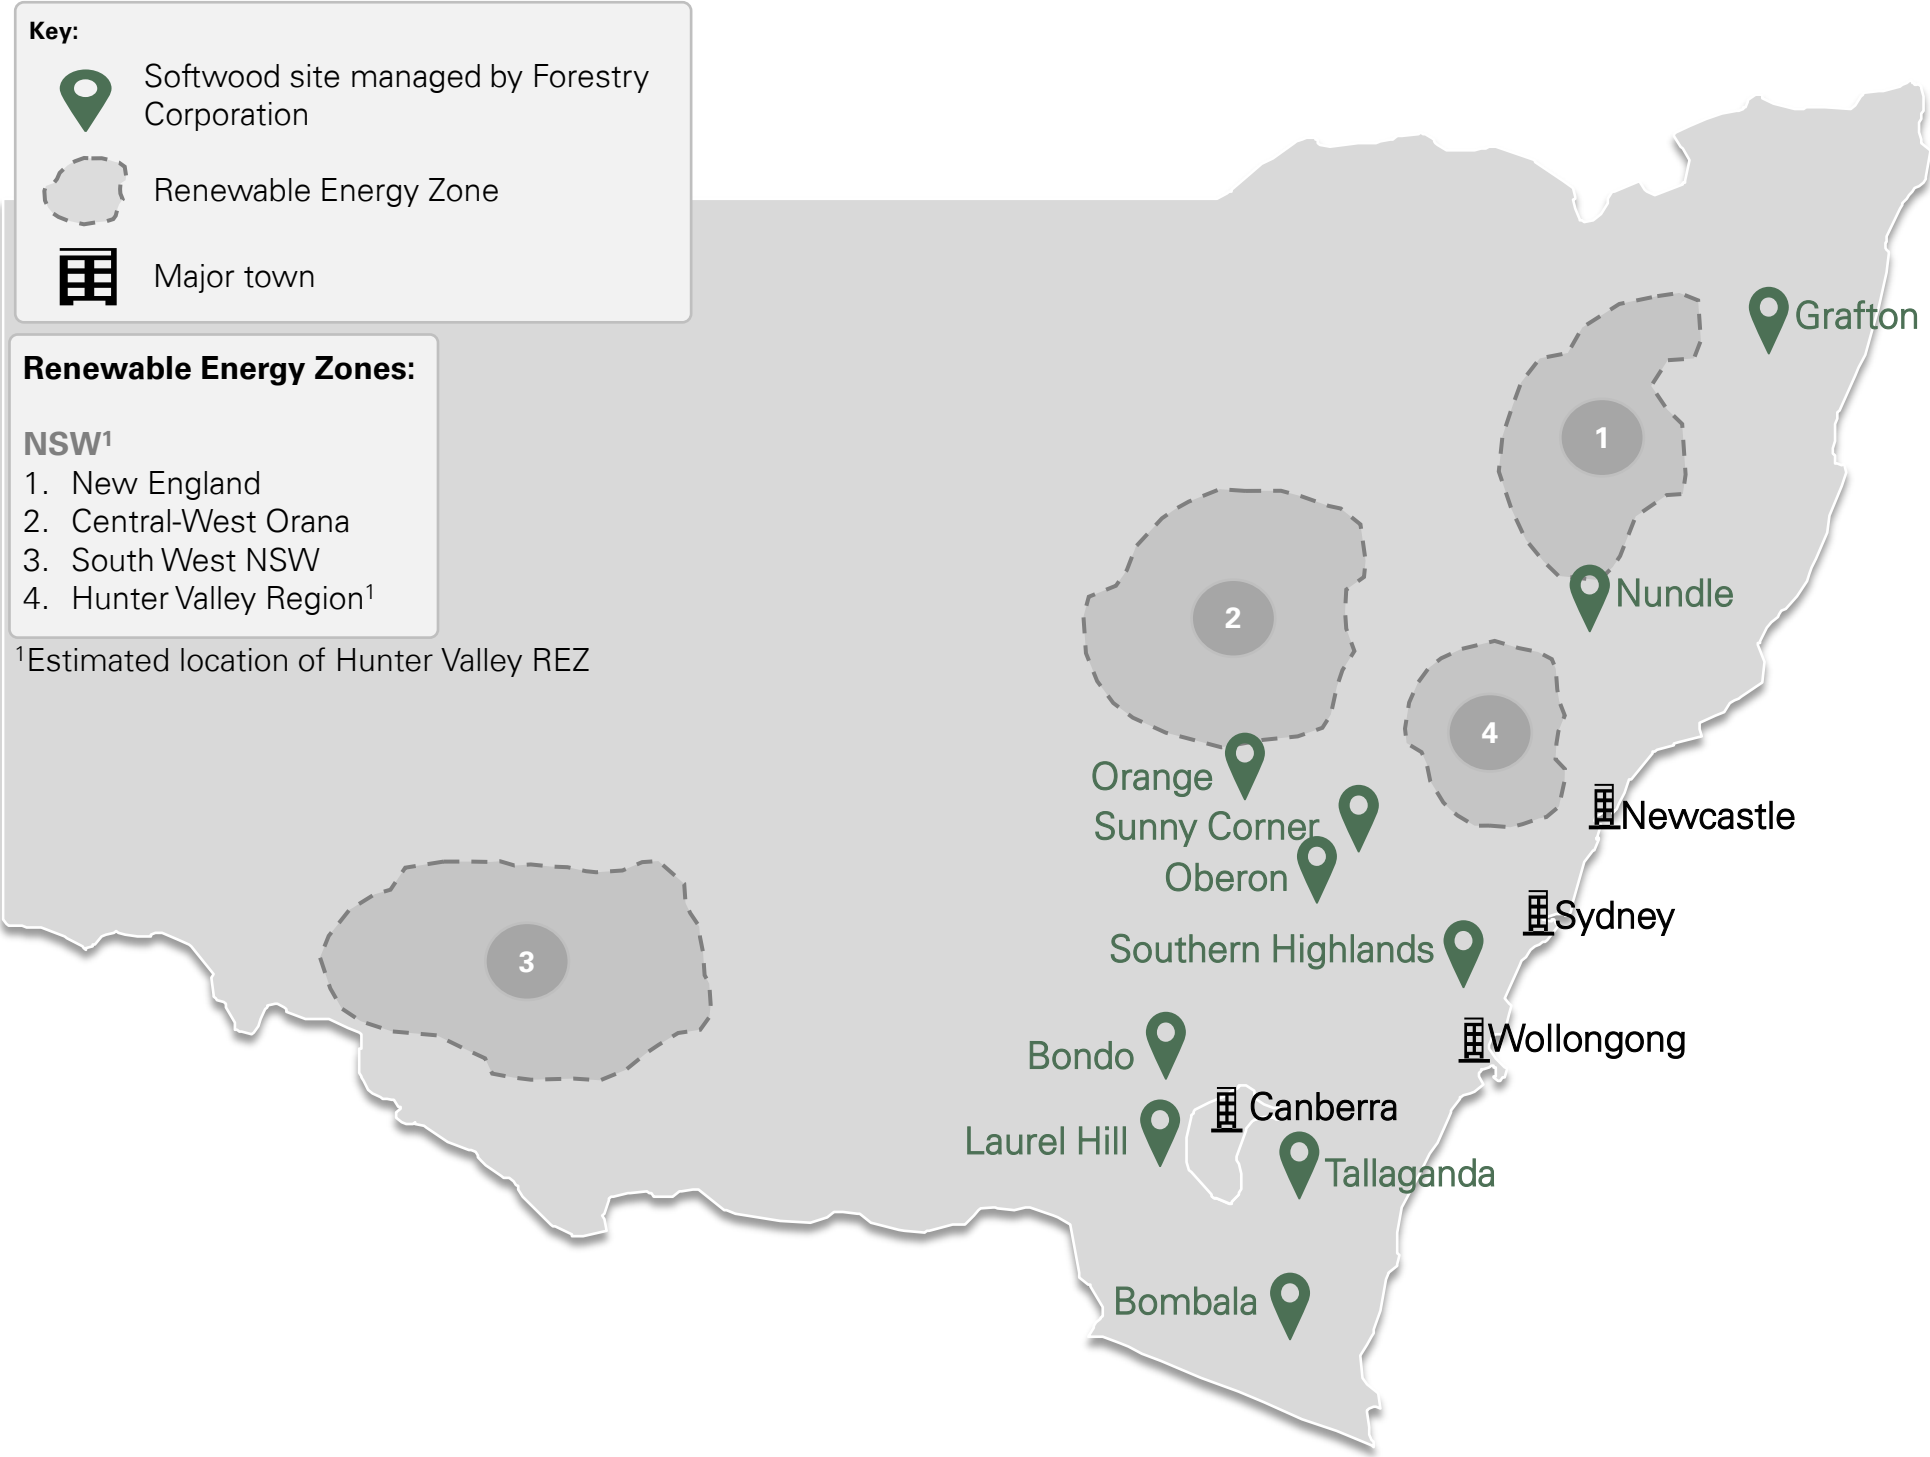 Key:
Softwood site managed by Forestry
Corporation
Renewable Energy Zone
Major town
Renewable Energy Zones:
NSW¹
1. New England
2. Central-West Orana
3. South West NSW
4. Hunter Valley Region¹
¹Estimated location of Hunter Valley REZ
Grafton
1
Nundle
2
4
Orange
Sunny Corner
Newcastle
Oberon
Sydney
Southern Highlands
3
Wollongong
Bondo
Canberra
Laurel Hill
Tallaganda
Bombala